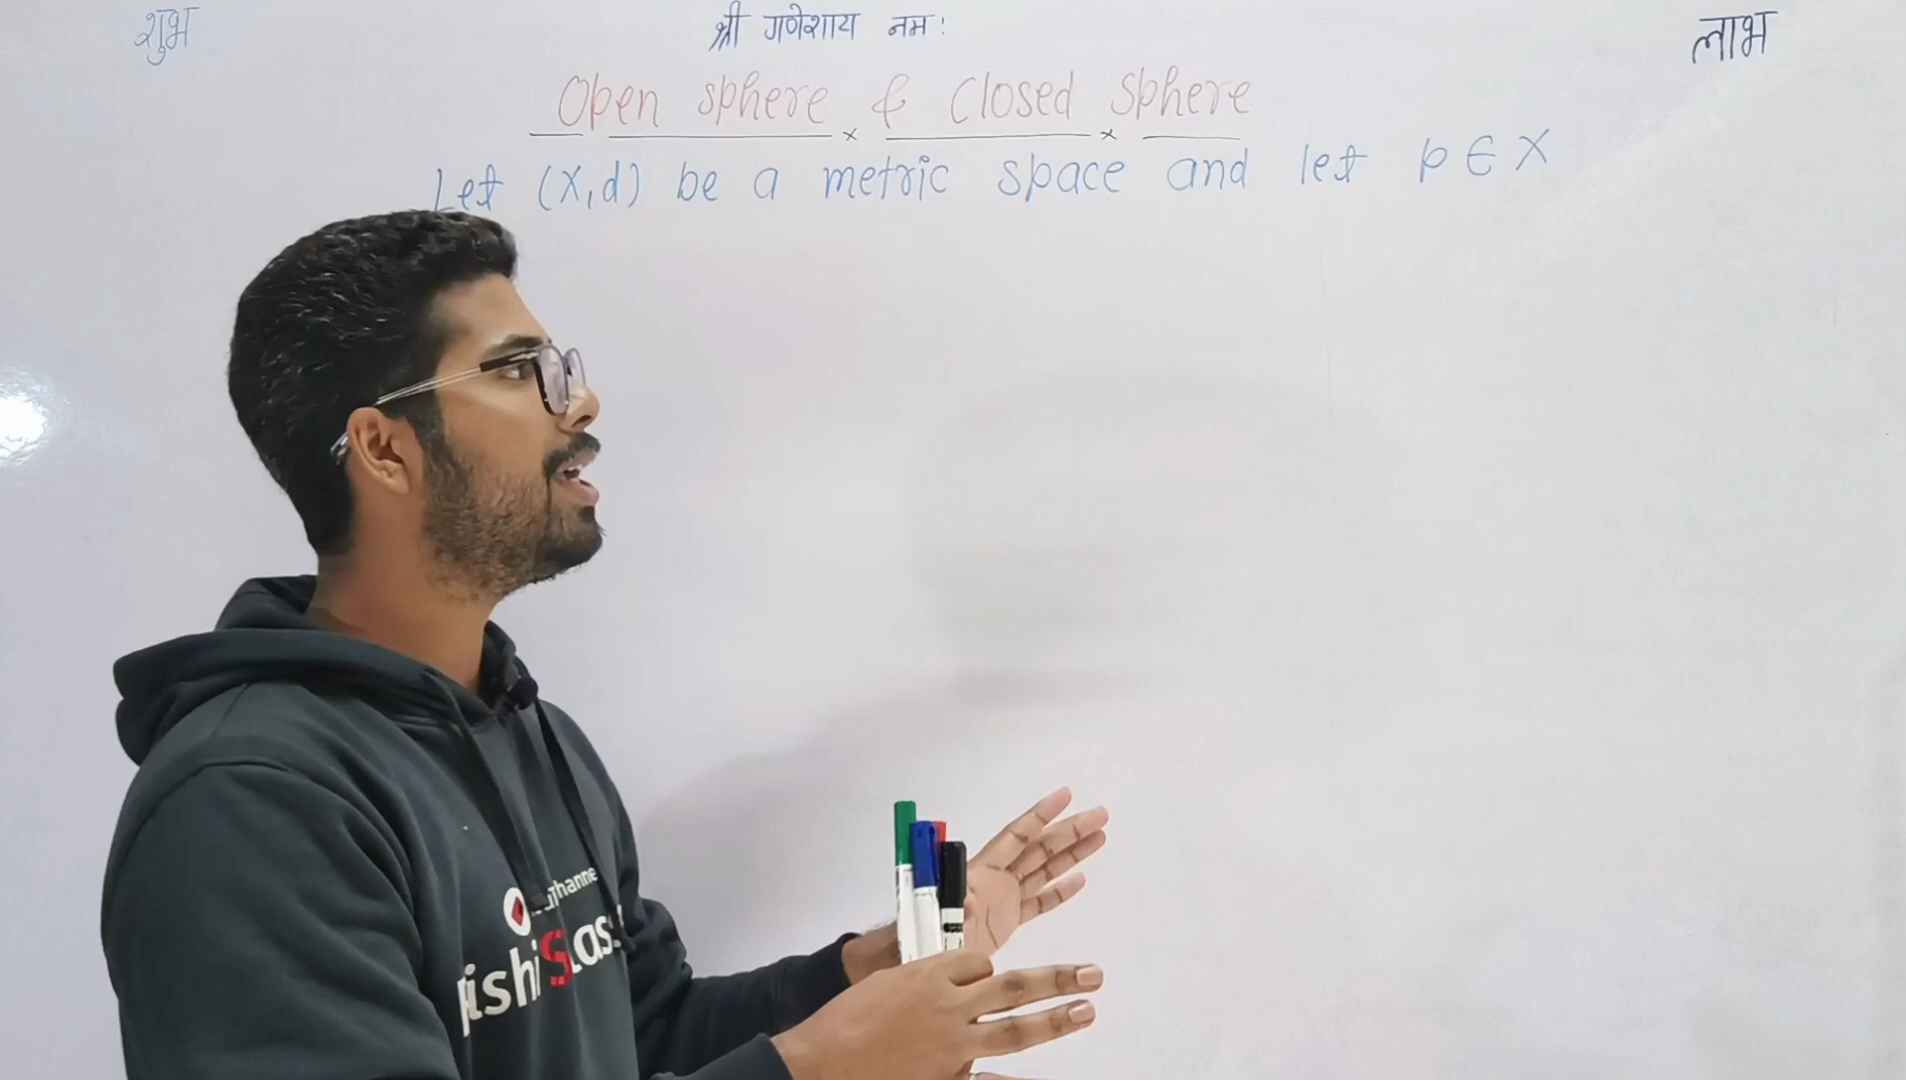 शुभ श्री गणेशाय नमः लाभ
Open sphere & Closed Sphere
Let (X,d) be a metric space and let p ∈ X